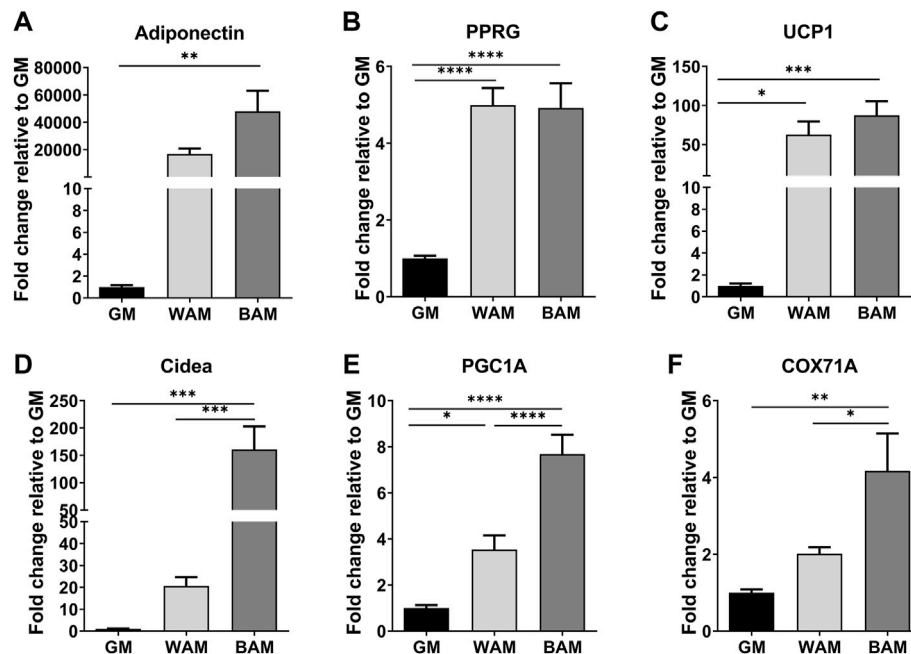 A
Adiponectin
**
Fold change relative to GM
80000
60000
40000
20000
10
8
6
4
2
0
GM WAM BAM
B
PPRG
****
****
Fold change relative to GM
6
4
2
0
GM WAM BAM
C
UCP1
***
*
Fold change relative to GM
150
100
50
10
8
6
4
2
0
GM WAM BAM
D
Cidea
***
***
Fold change relative to GM
250
200
150
100
50
50
40
30
20
10
0
GM WAM BAM
E
PGC1A
****
* ****
Fold change relative to GM
10
8
6
4
2
0
GM WAM BAM
F
COX71A
**
*
Fold change relative to GM
6
4
2
0
GM WAM BAM